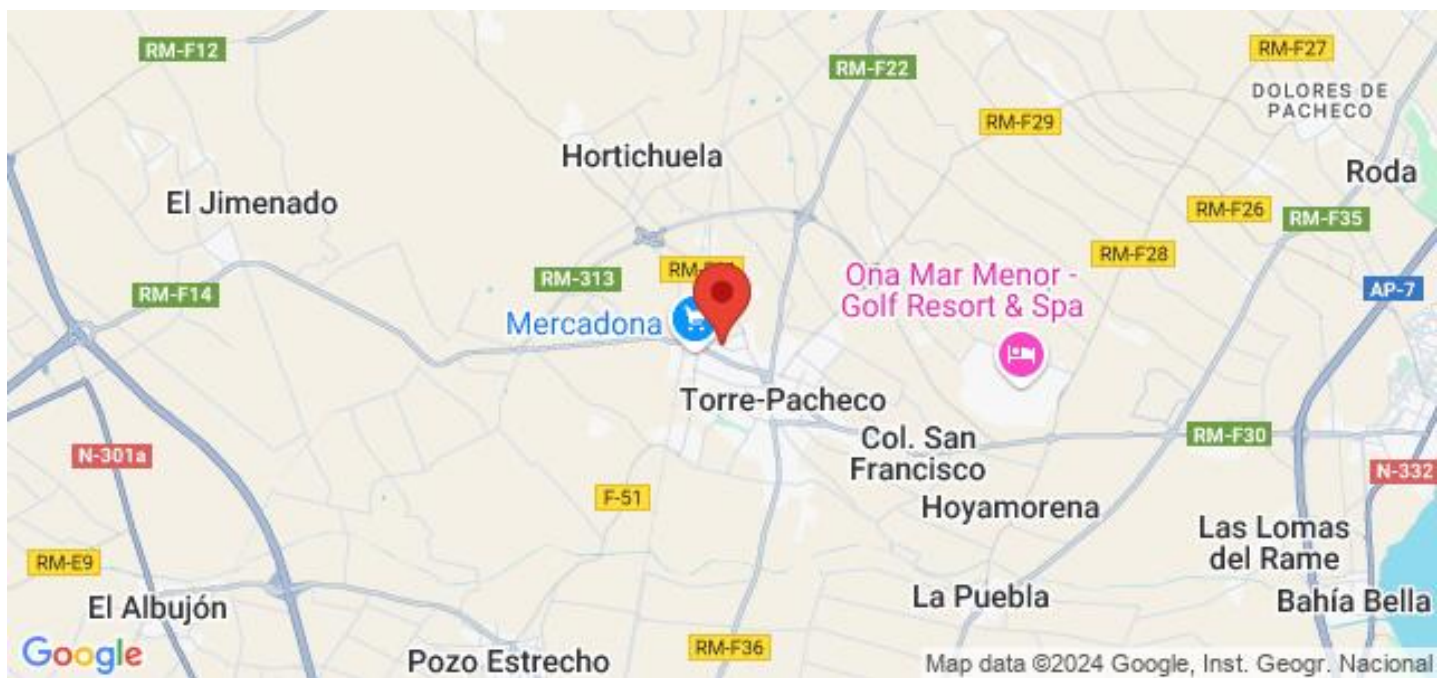 RM-F12
RM-F22
RM-F27
DOLORES DE
PACHECO
RM-F29
Hortichuela
Roda
El Jimenado
RM-F26
RM-F35
RM-F28
RM-313
Ona Mar Menor -
Golf Resort & Spa
AP-7
RM-F14
Mercadona
Torre-Pacheco
Col. San
Francisco
RM-F30
N-301a
N-332
F-51
Hoyamorena
Las Lomas
del Rame
RM-E9
El Albujón
La Puebla
Bahía Bella
Google
Pozo Estrecho
RM-F36
Map data ©2024 Google, Inst. Geogr. Nacional